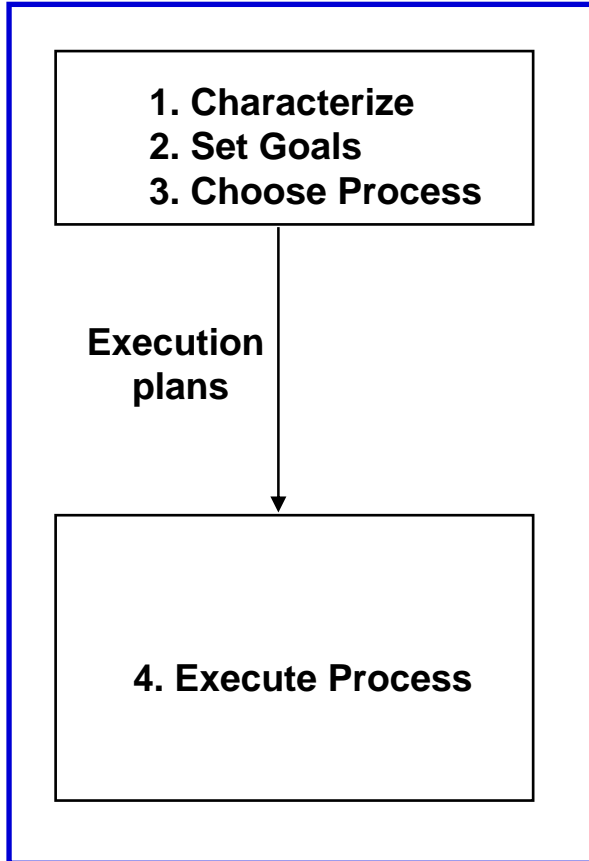 1. Characterize
2. Set Goals
3. Choose Process
Execution
plans
4. Execute Process